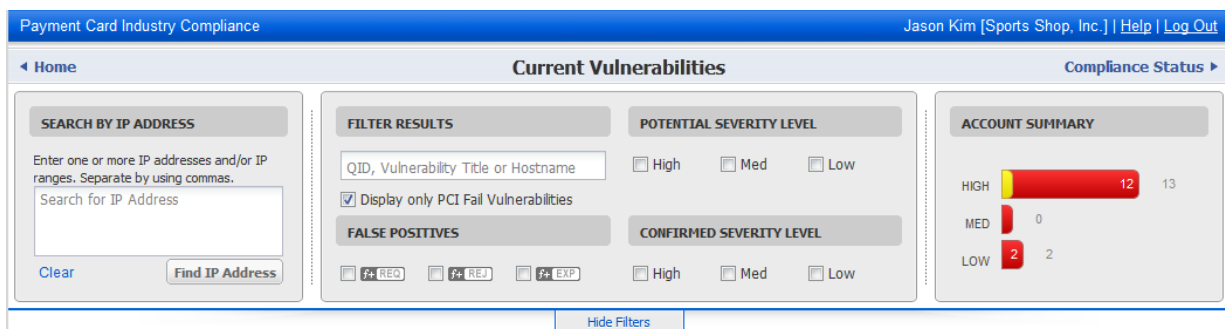 Payment Card Industry Compliance
Jason Kim [Sports Shop, Inc.] | Help | Log Out
Home
Current Vulnerabilities
Compliance Status
SEARCH BY IP ADDRESS
Enter one or more IP addresses and/or IP
ranges. Separate by using commas.
Search for IP Address
Clear
Find IP Address
FILTER RESULTS
QID, Vulnerability Title or Hostname
Display only PCI Fail Vulnerabilities
FALSE POSITIVES
f+ REQ
f+ REJ
f+ EXP
POTENTIAL SEVERITY LEVEL
High Med Low
CONFIRMED SEVERITY LEVEL
High Med Low
ACCOUNT SUMMARY
HIGH 12 13
MED 0
LOW 2 2
Hide Filters